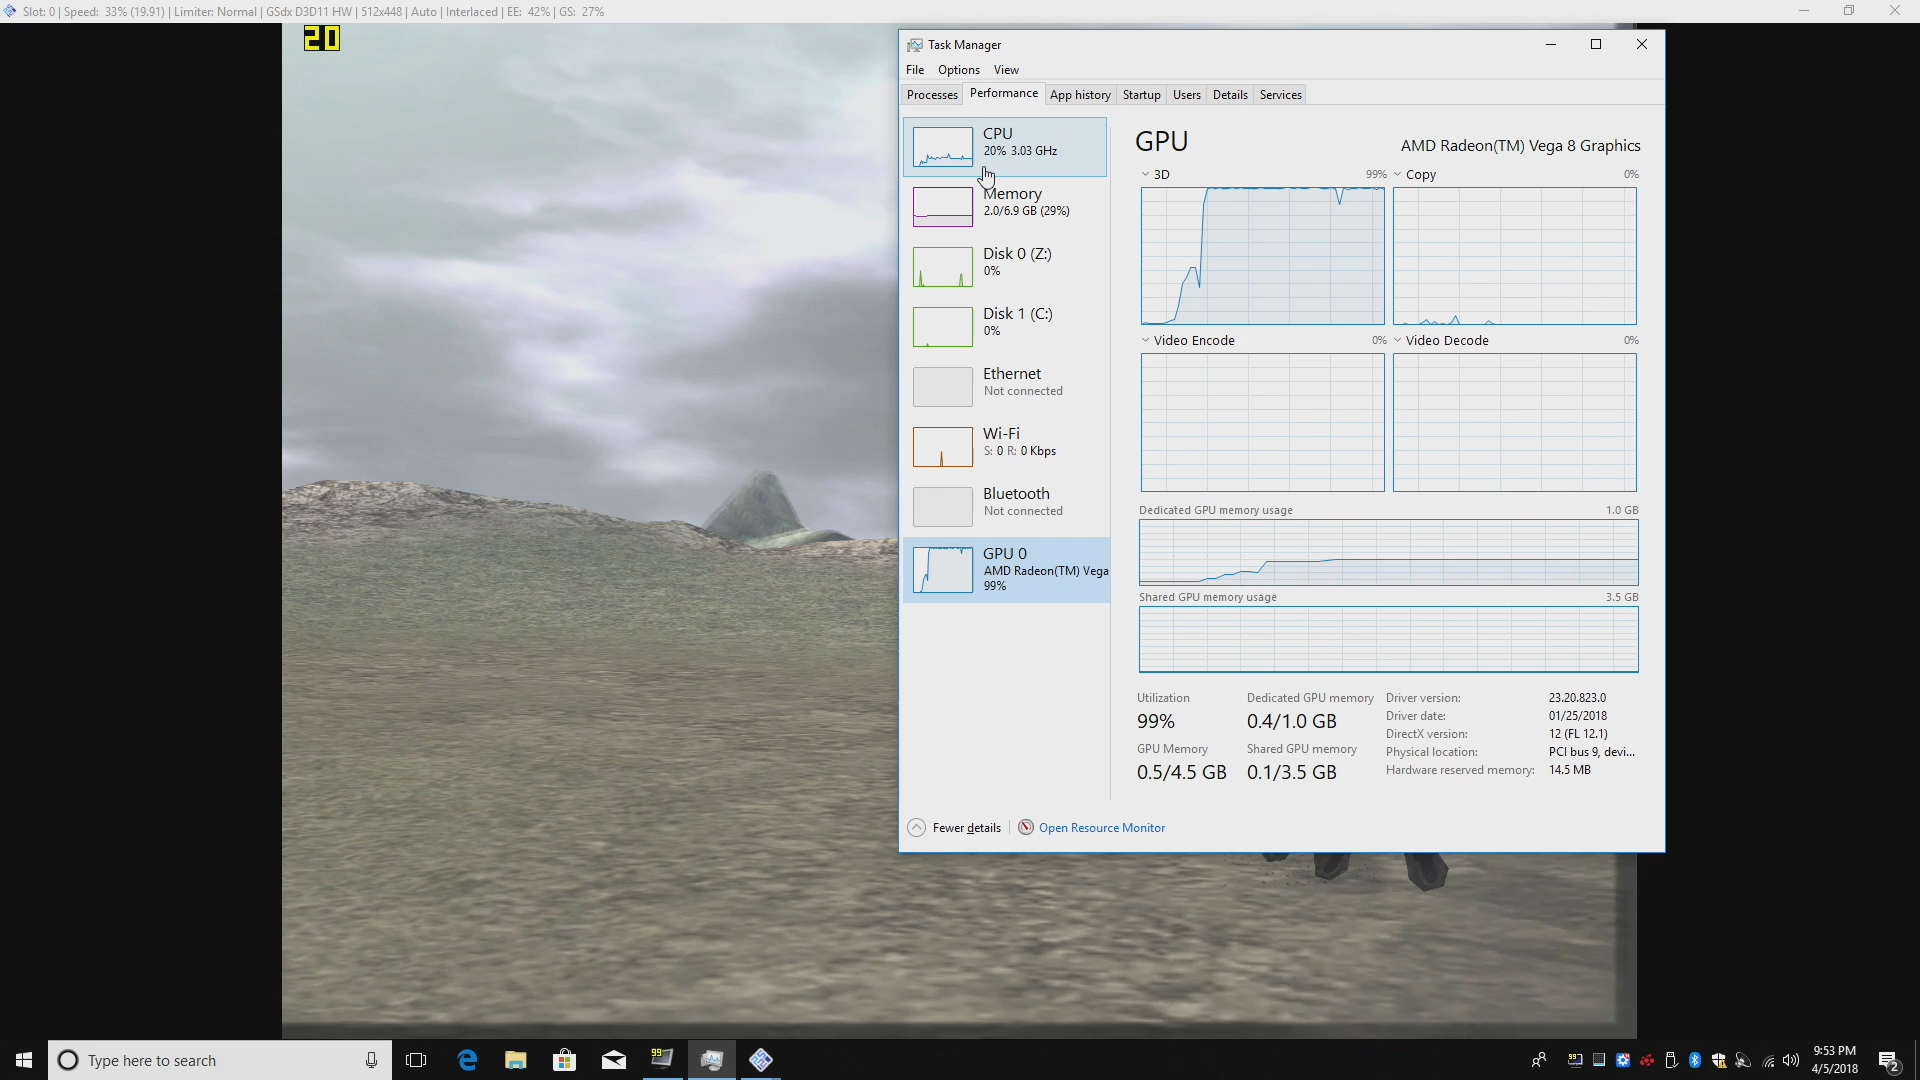 Slot: 0 | Speed: 33% (19.91) | Limiter: Normal | GSdx D3D11 HW | 512x448 | Auto | Interlaced | EE: 42% | GS: 27%
20
Task Manager
File Options View
Processes Performance App history Startup Users Details Services
CPU
20% 3.03 GHz
Memory
2.0/6.9 GB (29%)
Disk 0 (Z:)
0%
Disk 1 (C:)
0%
Ethernet
Not connected
Wi-Fi
S: 0 R: 0 Kbps
Bluetooth
Not connected
GPU 0
AMD Radeon(TM) Vega
99%
GPU
AMD Radeon(TM) Vega 8 Graphics
3D 99%
Copy 0%
Video Encode 0%
Video Decode 0%
Dedicated GPU memory usage 1.0 GB
Shared GPU memory usage 3.5 GB
Utilization
99%
Dedicated GPU memory
0.4/1.0 GB
GPU Memory
0.5/4.5 GB
Shared GPU memory
0.1/3.5 GB
Driver version: 23.20.823.0
Driver date: 01/25/2018
DirectX version: 12 (FL 12.1)
Physical location: PCI bus 9, devi...
Hardware reserved memory: 14.5 MB
Fewer details
Open Resource Monitor
Type here to search
99
99
9:53 PM
4/5/2018
2